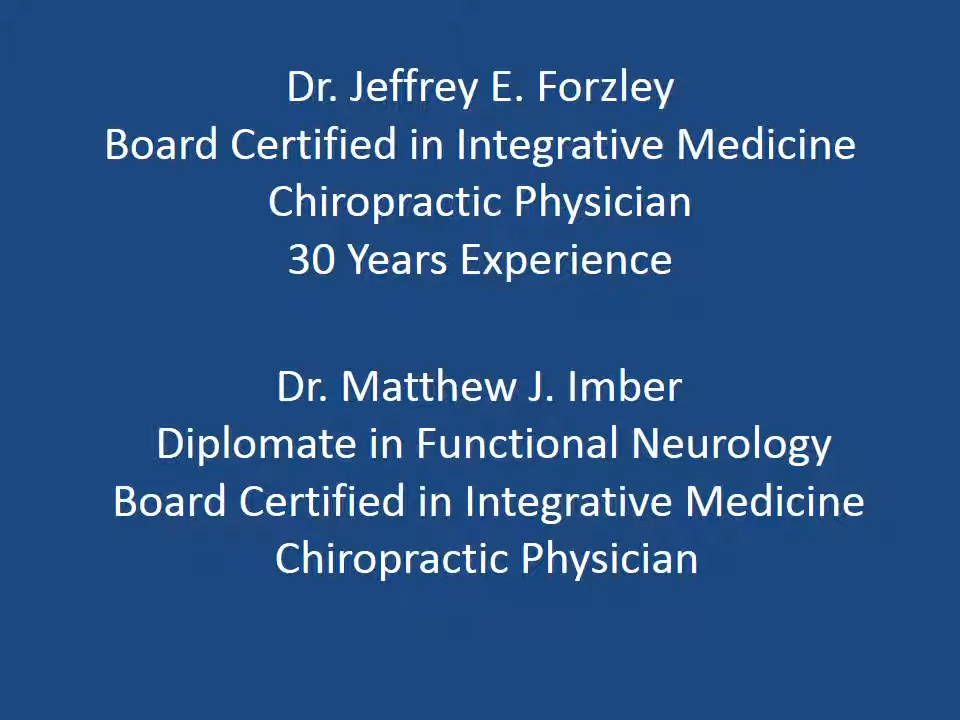 Dr. Jeffrey E. Forzley
Board Certified in Integrative Medicine
Chiropractic Physician
30 Years Experience
Dr. Matthew J. Imber
Diplomate in Functional Neurology
Board Certified in Integrative Medicine
Chiropractic Physician